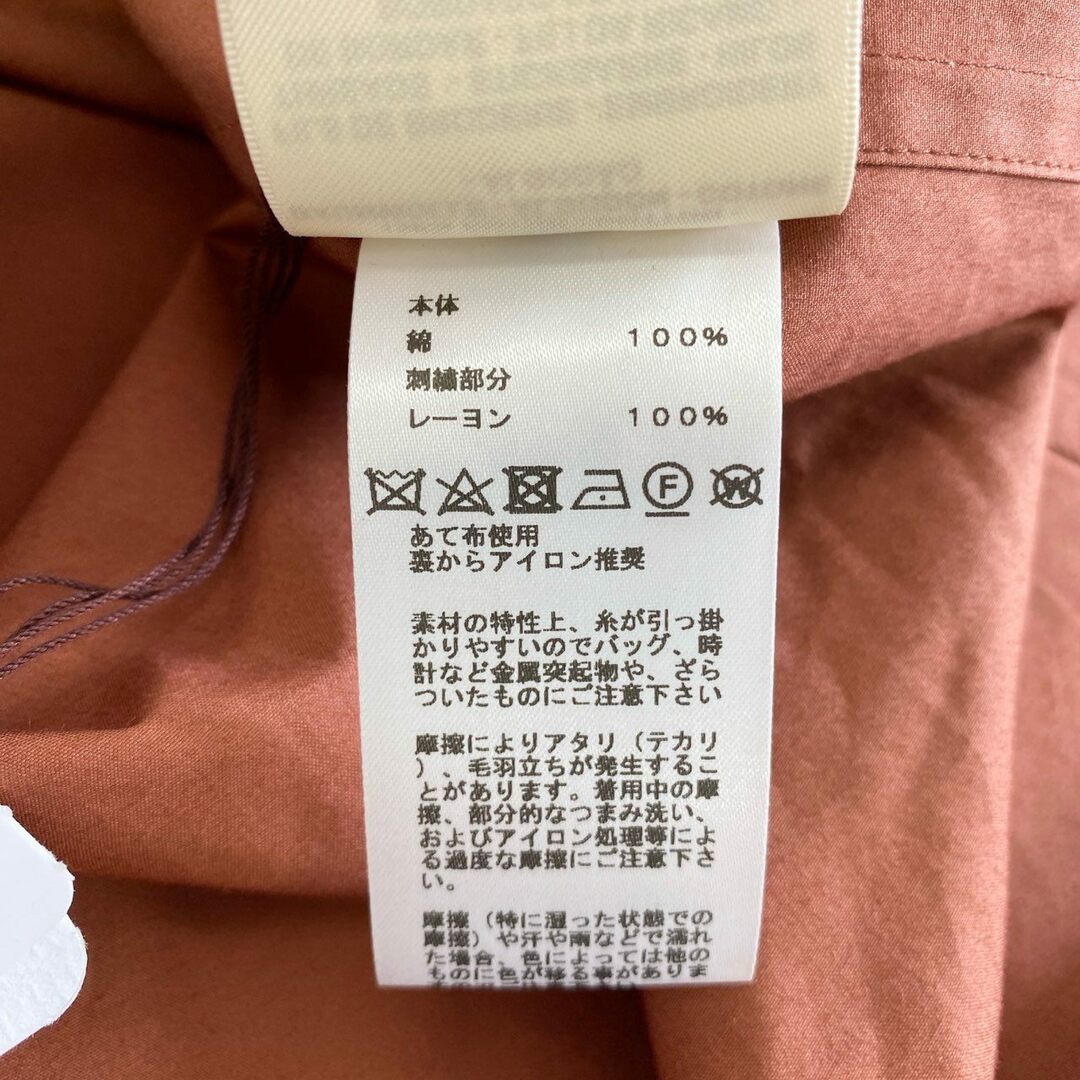 本体
綿 100%
刺繍部分
レーヨン 100%
F W
あて布使用
裏からアイロン推奨
素材の特性上、糸が引っ掛
かりやすいのでバッグ、時
計など金属突起物や、ざら
ついたものにご注意下さい
摩擦によりアタリ（テカリ
）、毛羽立ちが発生するこ
とがあります。着用中の摩
擦、部分的なつまみ洗い、
およびアイロン処理等によ
る過度な摩擦にご注意下さ
い。
摩擦（特に湿った状態での
摩擦）や汗や雨などで濡れ
た場合、色によっては他の
ものに色が移る事がありま